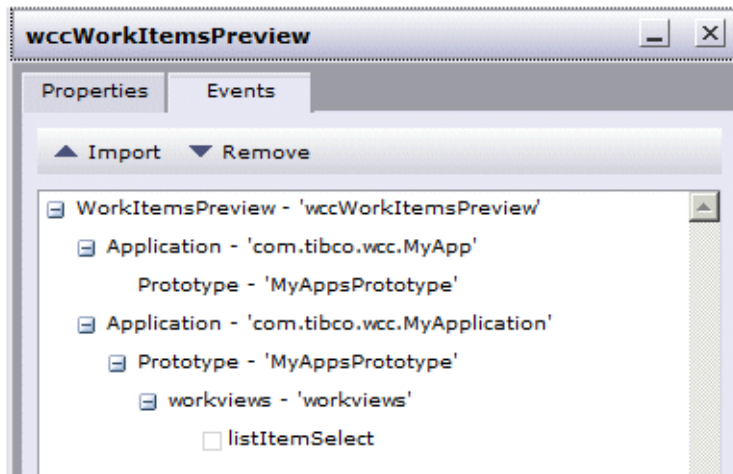 wccWorkItemsPreview
Properties Events
Import Remove
WorkItemsPreview - 'wccWorkItemsPreview'
Application - 'com.tibco.wcc.MyApp'
Prototype - 'MyAppsPrototype'
Application - 'com.tibco.wcc.MyApplication'
Prototype - 'MyAppsPrototype'
workviews - 'workviews'
listItemSelect